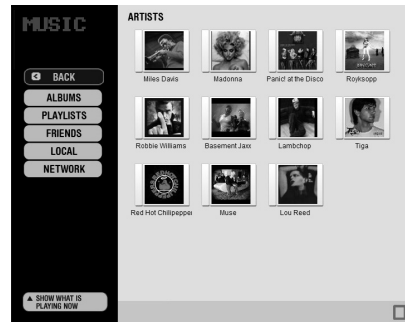 MUSIC
BACK
ALBUMS
PLAYLISTS
FRIENDS
LOCAL
NETWORK
SHOW WHAT IS
PLAYING NOW
ARTISTS
Miles Davis Madonna Panic! at the Disco Royksopp
Robbie Williams Basement Jaxx Lambchop Tiga
Red Hot Chilipepper Muse Lou Reed